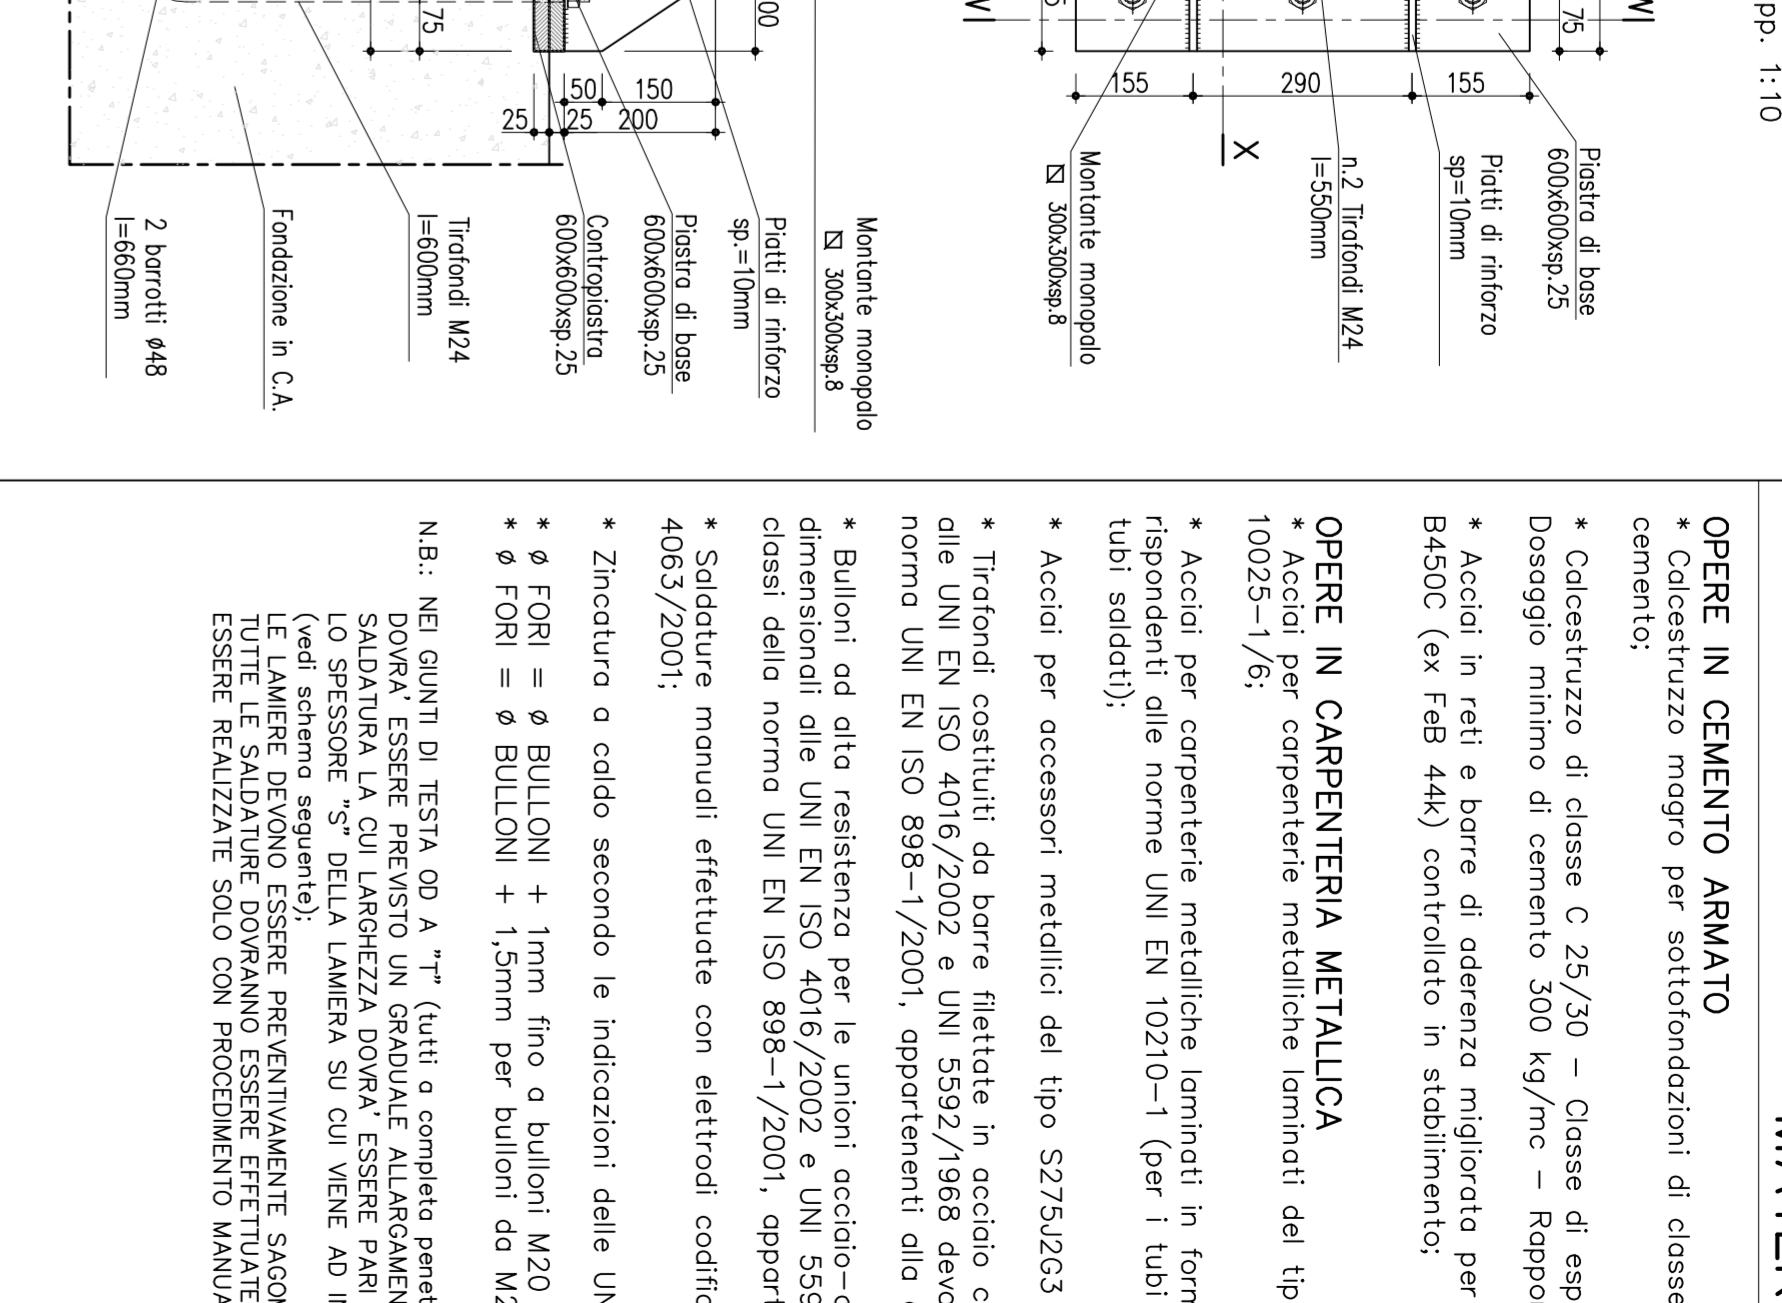 pp. 1:10
75
155
290
155
X
Piastra di base
600x600xsp.25
Piatti di rinforzo
sp=10mm
n.2 Tirafondi M24
l=550mm
Montante monopalo
300x300xsp.8
00
75
50
150
25
25
200
Montante monopalo
300x300xsp.8
Piatti di rinforzo
sp.=10mm
Piastra di base
600x600xsp.25
Contropiastra
600x600xsp.25
Tirafondi M24
l=600mm
Fondazione in C.A.
2 barrotti ø48
l=660mm
OPERE IN CEMENTO ARMATO
* Calcestruzzo magro per sottofondazioni di classe
cemento;
* Calcestruzzo di classe C 25/30 – Classe di esp
Dosaggio minimo di cemento 300 kg/mc – Rappor
* Acciai in reti e barre di aderenza migliorata per
B450C (ex FeB 44k) controllato in stabilimento;
OPERE IN CARPENTERIA METALLICA
* Acciai per carpenterie metalliche laminati del tip
10025–1/6;
* Acciai per carpenterie metalliche laminati in form
rispondenti alle norme UNI EN 10210–1 (per i tubi
tubi saldati);
* Acciai per accessori metallici del tipo S275J2G3
* Tirafondi costituiti da barre filettate in acciaio c
alle UNI EN ISO 4016/2002 e UNI 5592/1968 devo
norma UNI EN ISO 898–1/2001, appartenenti alla
* Bulloni ad alta resistenza per le unioni acciaio–
dimensionali alle UNI EN ISO 4016/2002 e UNI 559
classi della norma UNI EN ISO 898–1/2001, appart
* Saldature manuali effettuate con elettrodi codific
4063/2001;
* Zincatura a caldo secondo le indicazioni delle UN
* ø FORI = ø BULLONI + 1mm fino a bulloni M20
* ø FORI = ø BULLONI + 1,5mm per bulloni da M2
N.B.: NEI GIUNTI DI TESTA OD A "T" (tutti a completa penet
DOVRA' ESSERE PREVISTO UN GRADUALE ALLARGAMEN
SALDATURA LA CUI LARGHEZZA DOVRA' ESSERE PARI
LO SPESSORE "S" DELLA LAMIERA SU CUI VIENE AD IN
(vedi schema seguente);
LE LAMIERE DEVONO ESSERE PREVENTIVAMENTE SAGOM
TUTTE LE SALDATURE DOVRANNO ESSERE EFFETTUATE
ESSERE REALIZZATE SOLO CON PROCEDIMENTO MANUA